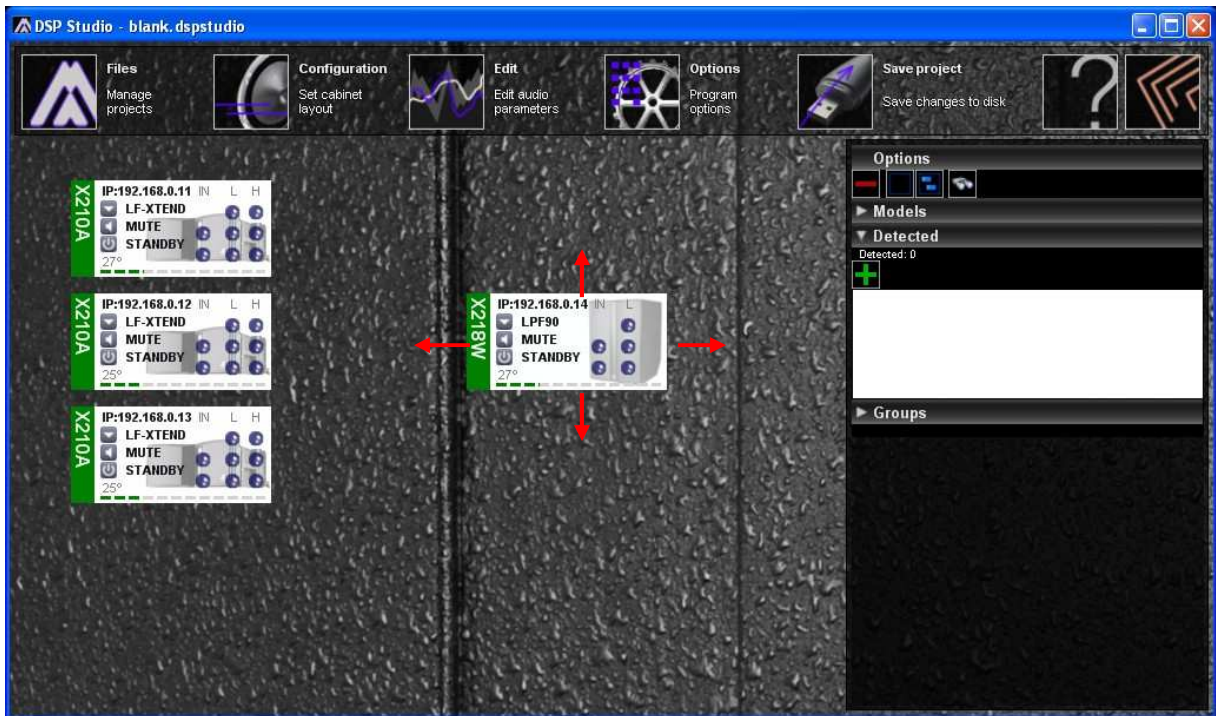 DSP Studio - blank.dspstudio
Files
Manage
projects
Configuration
Set cabinet
layout
Edit
Edit audio
parameters
Options
Program
options
Save project
Save changes to disk
X210A
IP:192.168.0.11 IN L H
LF-XTEND
MUTE
STANDBY
27°
X210A
IP:192.168.0.12 IN L H
LF-XTEND
MUTE
STANDBY
25°
X210A
IP:192.168.0.13 IN L H
LF-XTEND
MUTE
STANDBY
25°
X218W
IP:192.168.0.14 IN L
LPF90
MUTE
STANDBY
27°
Options
Models
Detected
Detected: 0
Groups